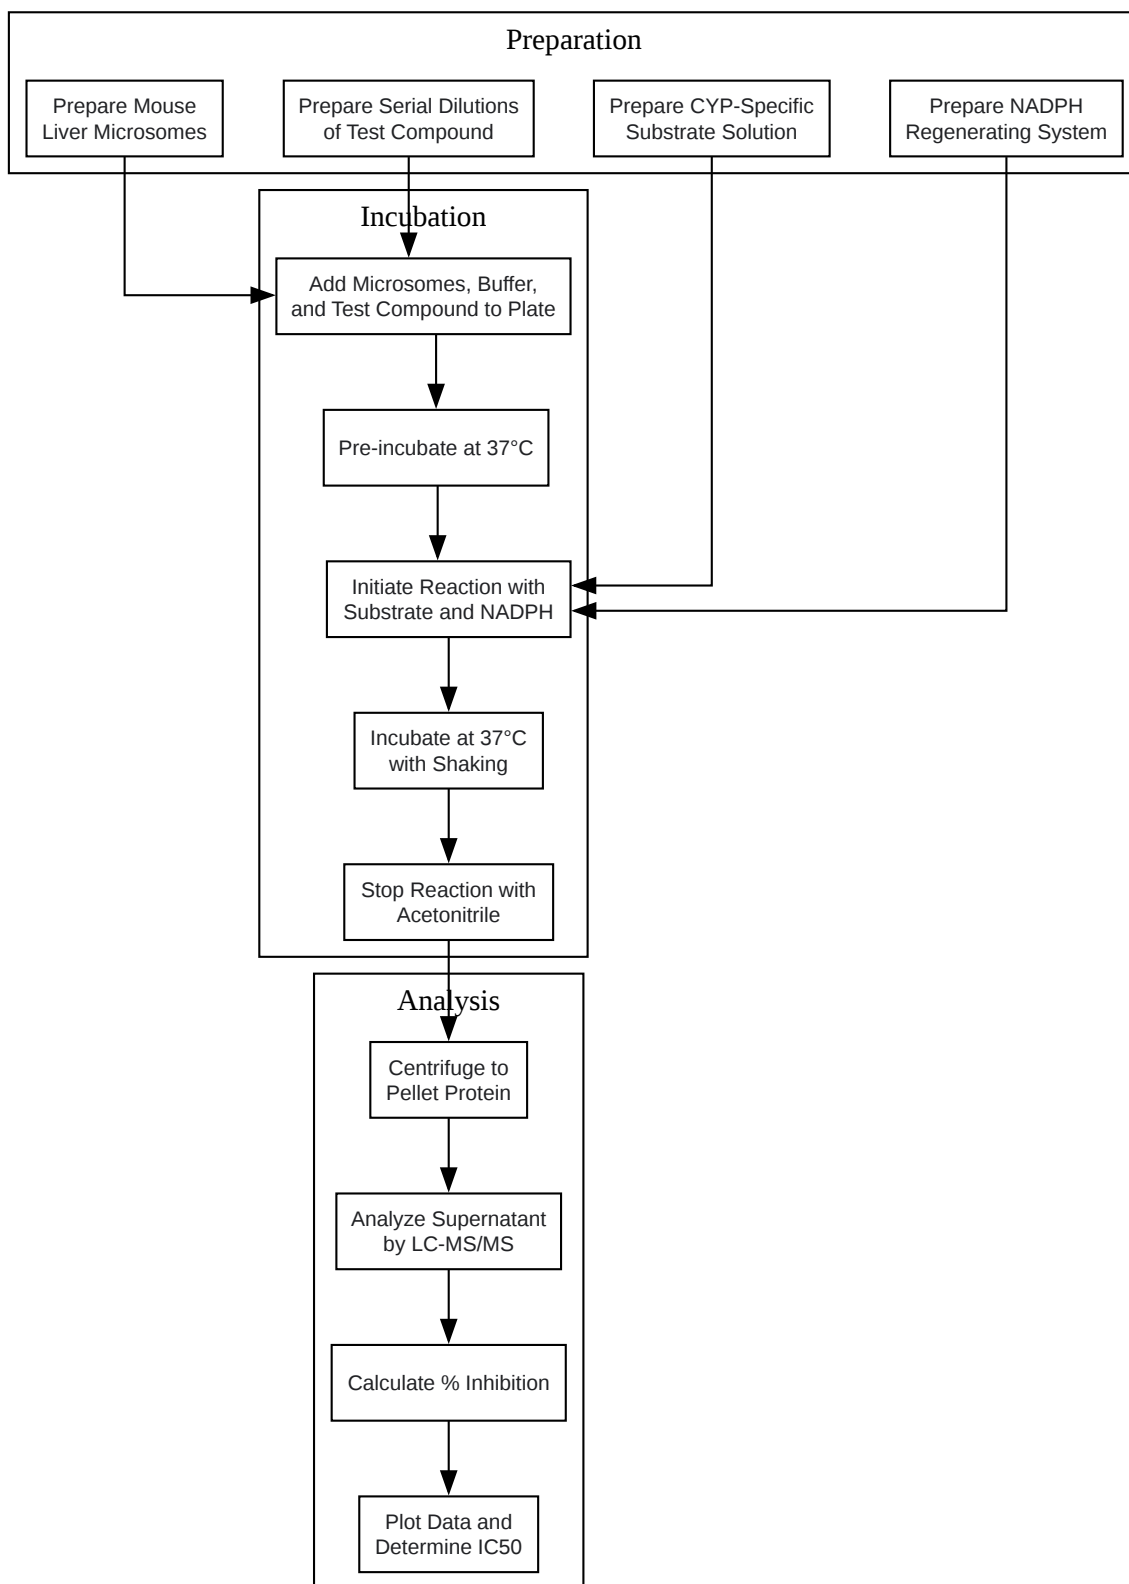 Preparation
Prepare Mouse
Liver Microsomes
Prepare Serial Dilutions
of Test Compound
Prepare CYP-Specific
Substrate Solution
Prepare NADPH
Regenerating System
Incubation
Add Microsomes, Buffer,
and Test Compound to Plate
Pre-incubate at 37°C
Initiate Reaction with
Substrate and NADPH
Incubate at 37°C
with Shaking
Stop Reaction with
Acetonitrile
Analysis
Centrifuge to
Pellet Protein
Analyze Supernatant
by LC-MS/MS
Calculate % Inhibition
Plot Data and
Determine IC50